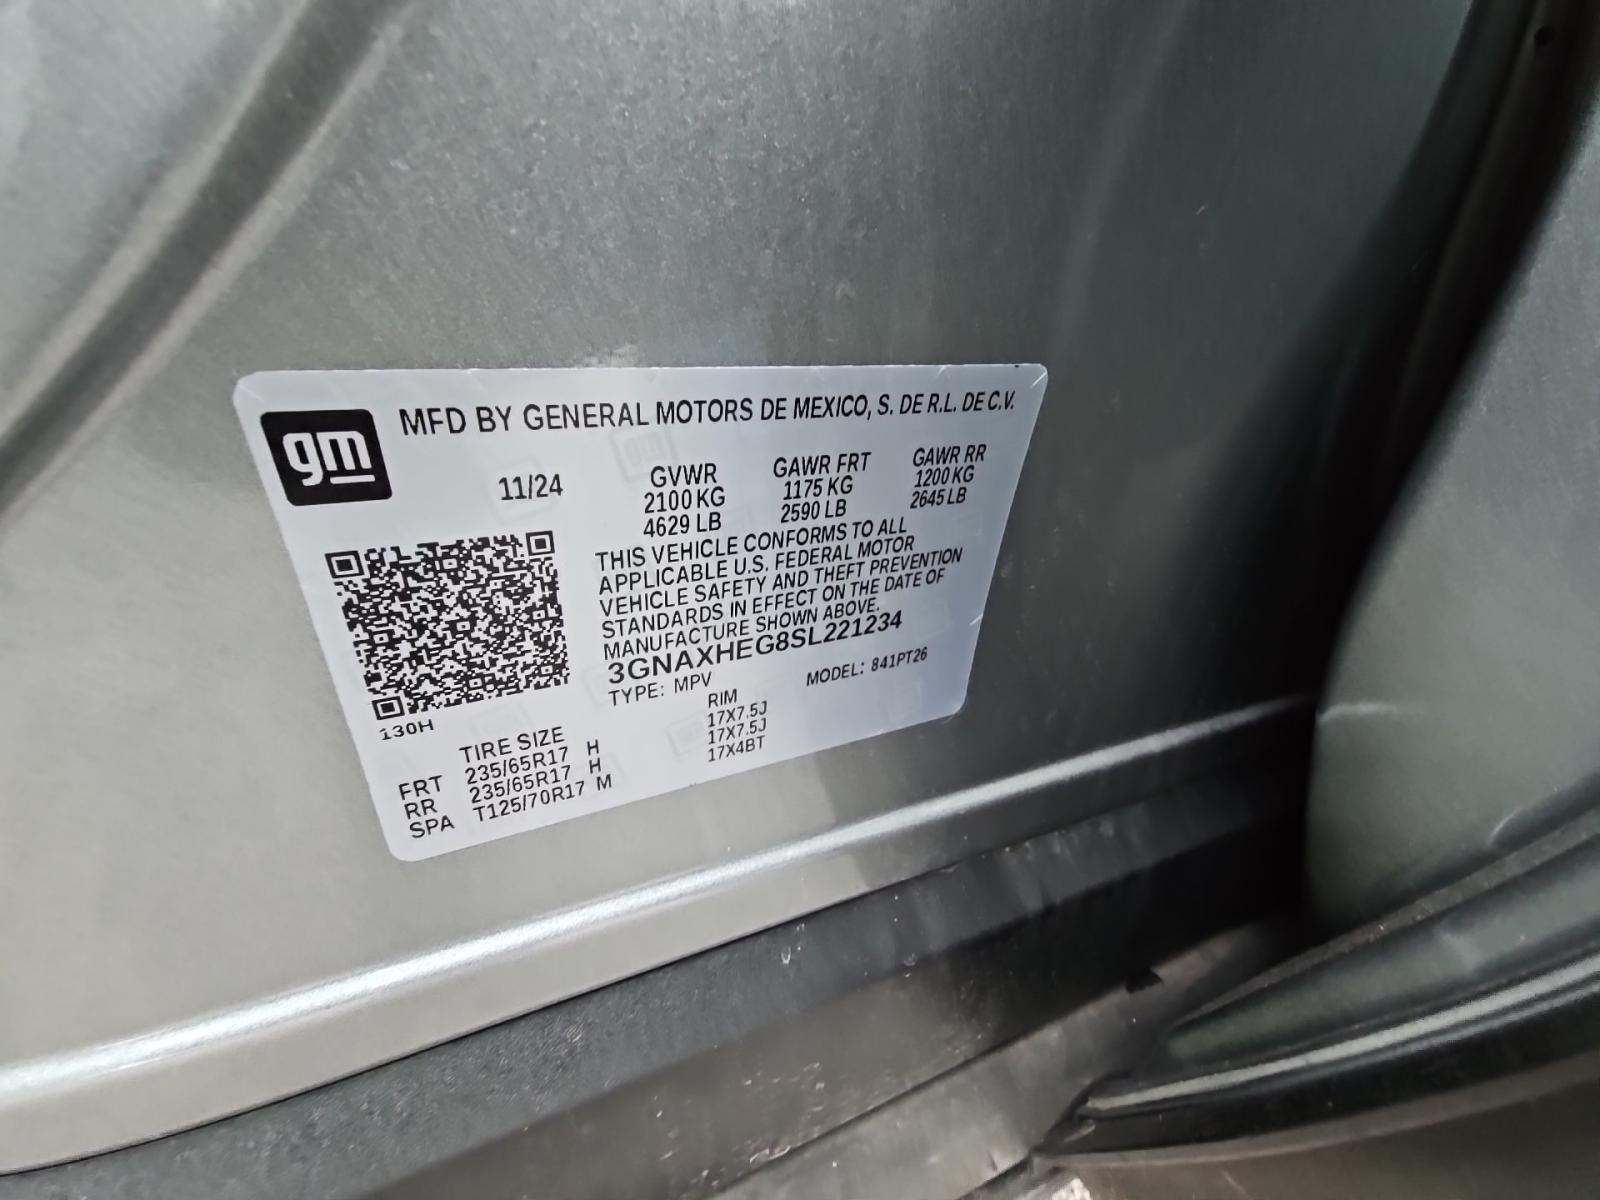 gm
MFD BY GENERAL MOTORS DE MEXICO, S. DE R.L. DE C.V.
11/24
GVWR
2100 KG
4629 LB
GAWR FRT
1175 KG
2590 LB
GAWR RR
1200 KG
2645 LB
THIS VEHICLE CONFORMS TO ALL
APPLICABLE U.S. FEDERAL MOTOR
VEHICLE SAFETY AND THEFT PREVENTION
STANDARDS IN EFFECT ON THE DATE OF
MANUFACTURE SHOWN ABOVE.
3GNAXHEG8SL221234
TYPE: MPV MODEL: 841PT26
130H
TIRE SIZE RIM
FRT 235/65R17 H 17X7.5J
RR 235/65R17 H 17X7.5J
SPA T125/70R17 M 17X4BT